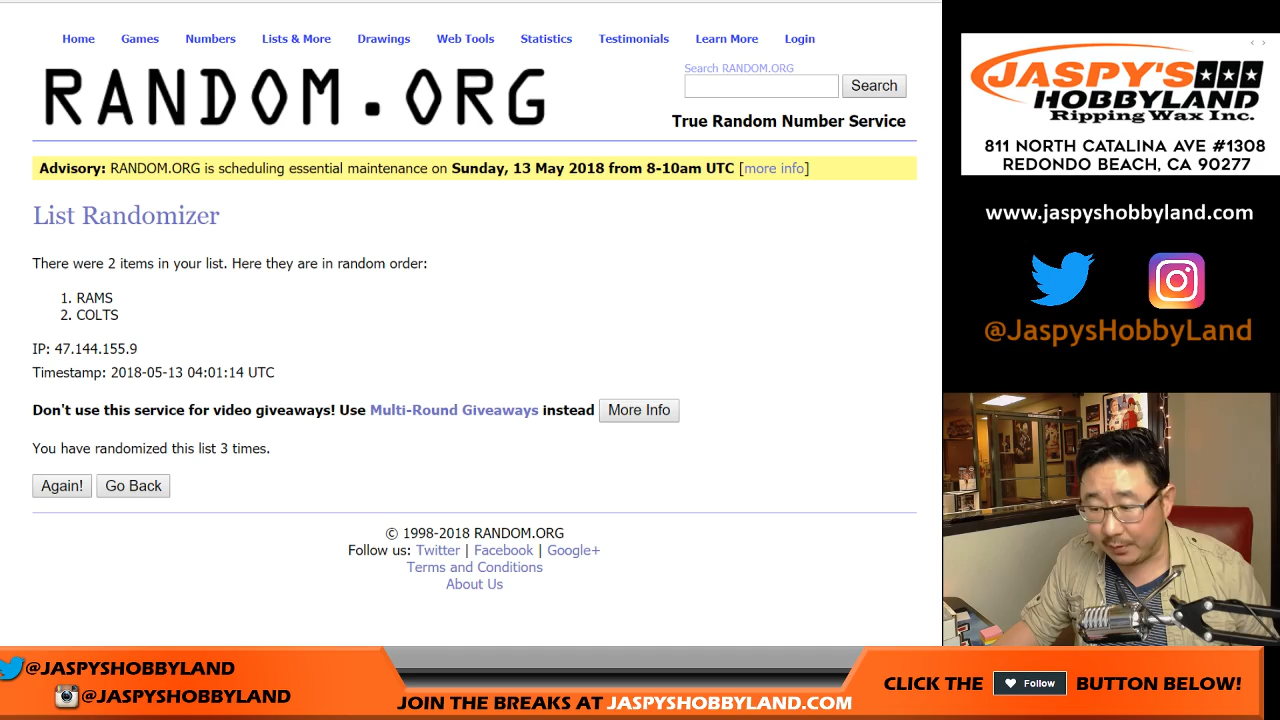 Home Games Numbers Lists & More Drawings Web Tools Statistics Testimonials Learn More Login
RANDOM.ORG
Search RANDOM.ORG
Search
True Random Number Service
Advisory: RANDOM.ORG is scheduling essential maintenance on Sunday, 13 May 2018 from 8-10am UTC [more info]
List Randomizer
There were 2 items in your list. Here they are in random order:
1. RAMS
2. COLTS
IP: 47.144.155.9
Timestamp: 2018-05-13 04:01:14 UTC
Don't use this service for video giveaways! Use Multi-Round Giveaways instead More Info
You have randomized this list 3 times.
Again! Go Back
© 1998-2018 RANDOM.ORG
Follow us: Twitter | Facebook | Google+
Terms and Conditions
About Us
JASPY'S
HOBBYLAND
Ripping Wax Inc.
811 NORTH CATALINA AVE #1308
REDONDO BEACH, CA 90277
www.jaspyshobbyland.com
@JaspysHobbyLand
@JASPYSHOBBYLAND
@JASPYSHOBBYLAND
JOIN THE BREAKS AT JASPYSHOBBYLAND.COM
CLICK THE Follow BUTTON BELOW!